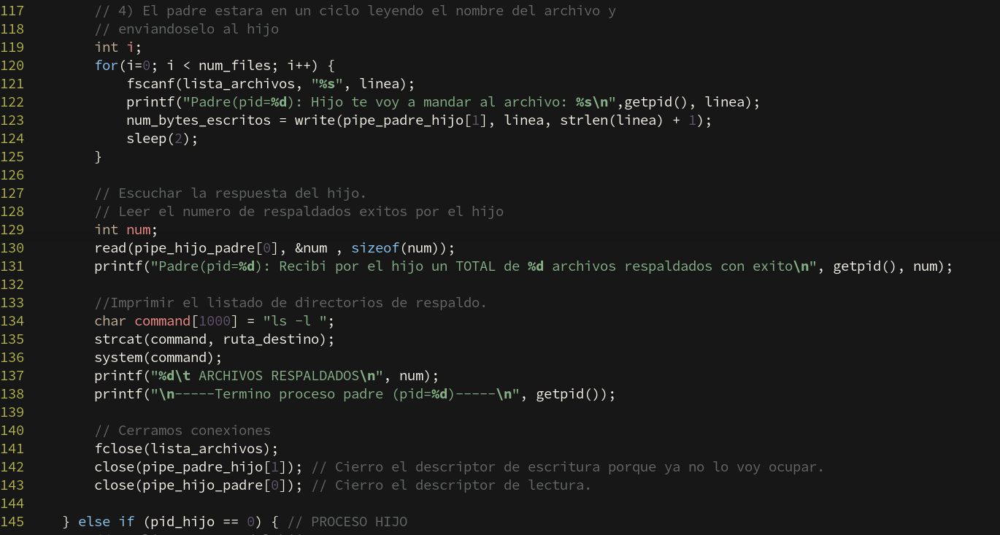 117 // 4) El padre estara en un ciclo leyendo el nombre del archivo y
118 // enviandoselo al hijo
119 int i;
120 for(i=0; i < num_files; i++) {
121 fscanf(lista_archivos, "%s", linea);
122 printf("Padre(pid=%d): Hijo te voy a mandar al archivo: %s\n",getpid(), linea);
123 num_bytes_escritos = write(pipe_padre_hijo[1], linea, strlen(linea) + 1);
124 sleep(2);
125 }
126
127 // Escuchar la respuesta del hijo.
128 // Leer el numero de respaldados exitos por el hijo
129 int num;
130 read(pipe_hijo_padre[0], &num , sizeof(num));
131 printf("Padre(pid=%d): Recibi por el hijo un TOTAL de %d archivos respaldados con exito\n", getpid(), num);
132
133 //Imprimir el listado de directorios de respaldo.
134 char command[1000] = "ls -l ";
135 strcat(command, ruta_destino);
136 system(command);
137 printf("%d\t ARCHIVOS RESPALDADOS\n", num);
138 printf("\n-----Termino proceso padre (pid=%d)-----\n", getpid());
139
140 // Cerramos conexiones
141 fclose(lista_archivos);
142 close(pipe_padre_hijo[1]); // Cierro el descriptor de escritura porque ya no lo voy ocupar.
143 close(pipe_hijo_padre[0]); // Cierro el descriptor de lectura.
144
145 } else if (pid_hijo == 0) { // PROCESO HIJO